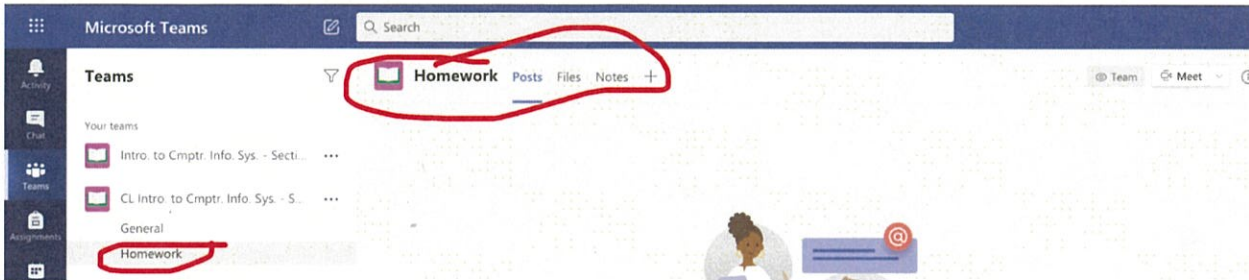 Microsoft Teams
Search
Activity
Chat
Teams
Assignments
Teams
Your teams
Intro. to Cmptr. Info. Sys. - Secti...
CL Intro. to Cmptr. Info. Sys. - S...
General
Homework
Homework Posts Files Notes +
Team Meet
@